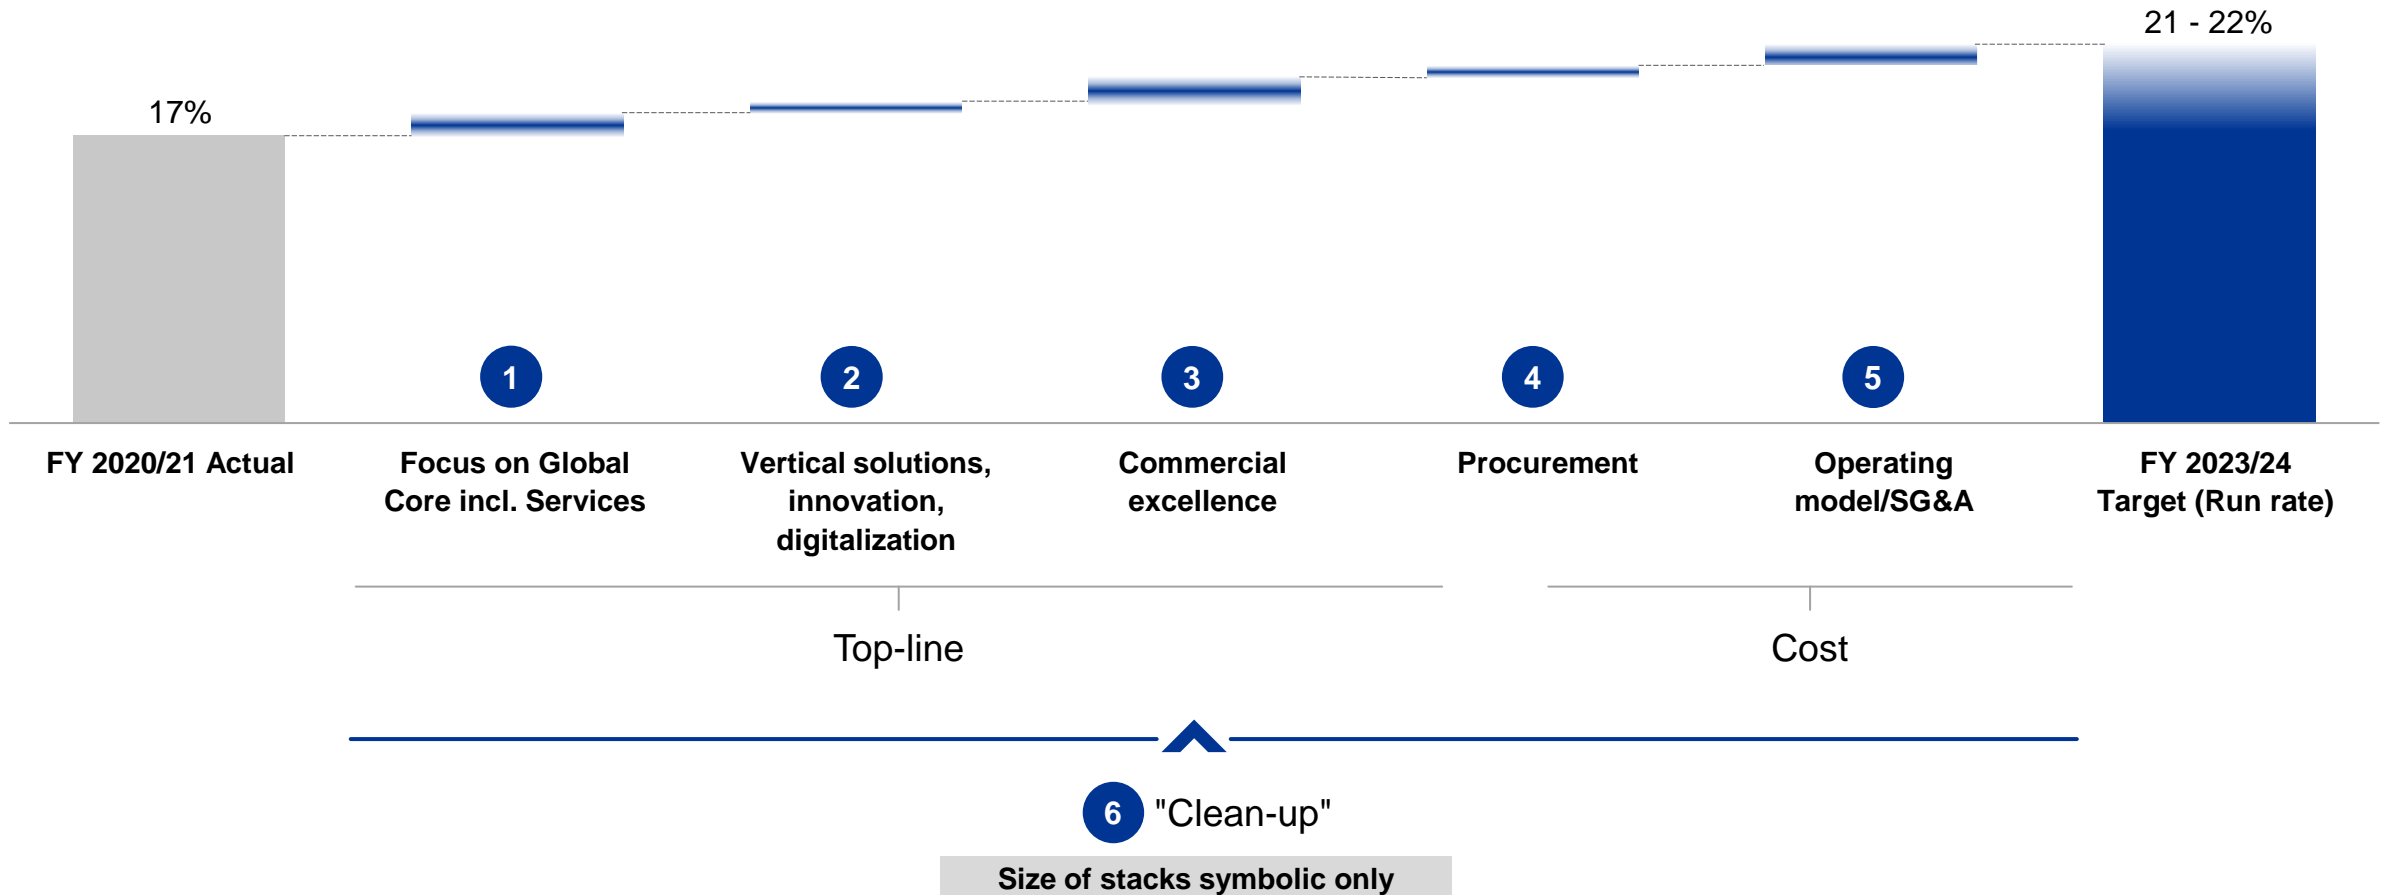 21 - 22%
17%
1
2
3
4
5
FY 2020/21 Actual
Focus on Global
Core incl. Services
Vertical solutions,
innovation,
digitalization
Commercial
excellence
Procurement
Operating
model/SG&A
FY 2023/24
Target (Run rate)
Top-line
Cost
6 "Clean-up"
Size of stacks symbolic only